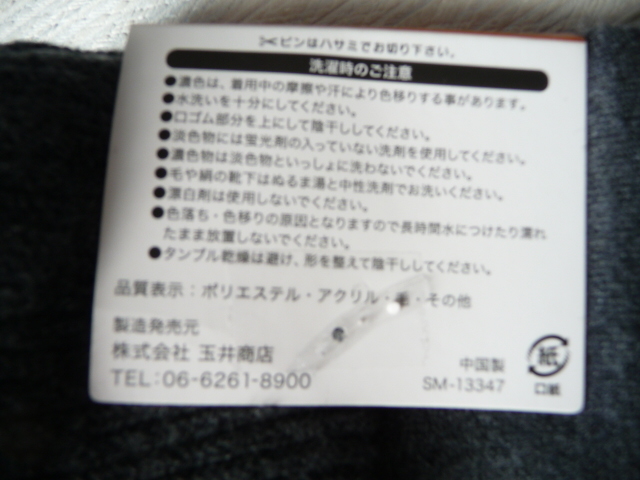 ✂ピンはハサミでお切り下さい。
洗濯時のご注意
●濃色は、着用中の摩擦や汗により色移りする事があります。
●水洗いを十分にしてください。
●口ゴム部分を上にして陰干ししてください。
●淡色物には蛍光剤の入っていない洗剤を使用してください。
●濃色物は淡色物といっしょに洗わないでください。
●毛や絹の靴下はぬるま湯と中性洗剤でお洗いください。
●漂白剤は使用しないでください。
●色落ち・色移りの原因となりますので長時間水につけたり濡れ
たまま放置しないでください。
●タンブル乾燥は避け、形を整えて陰干ししてください。
品質表示：ポリエステル・アクリル・毛・その他
製造発売元
株式会社 玉井商店
TEL：06-6261-8900
中国製
SM-13347
紙
口紙